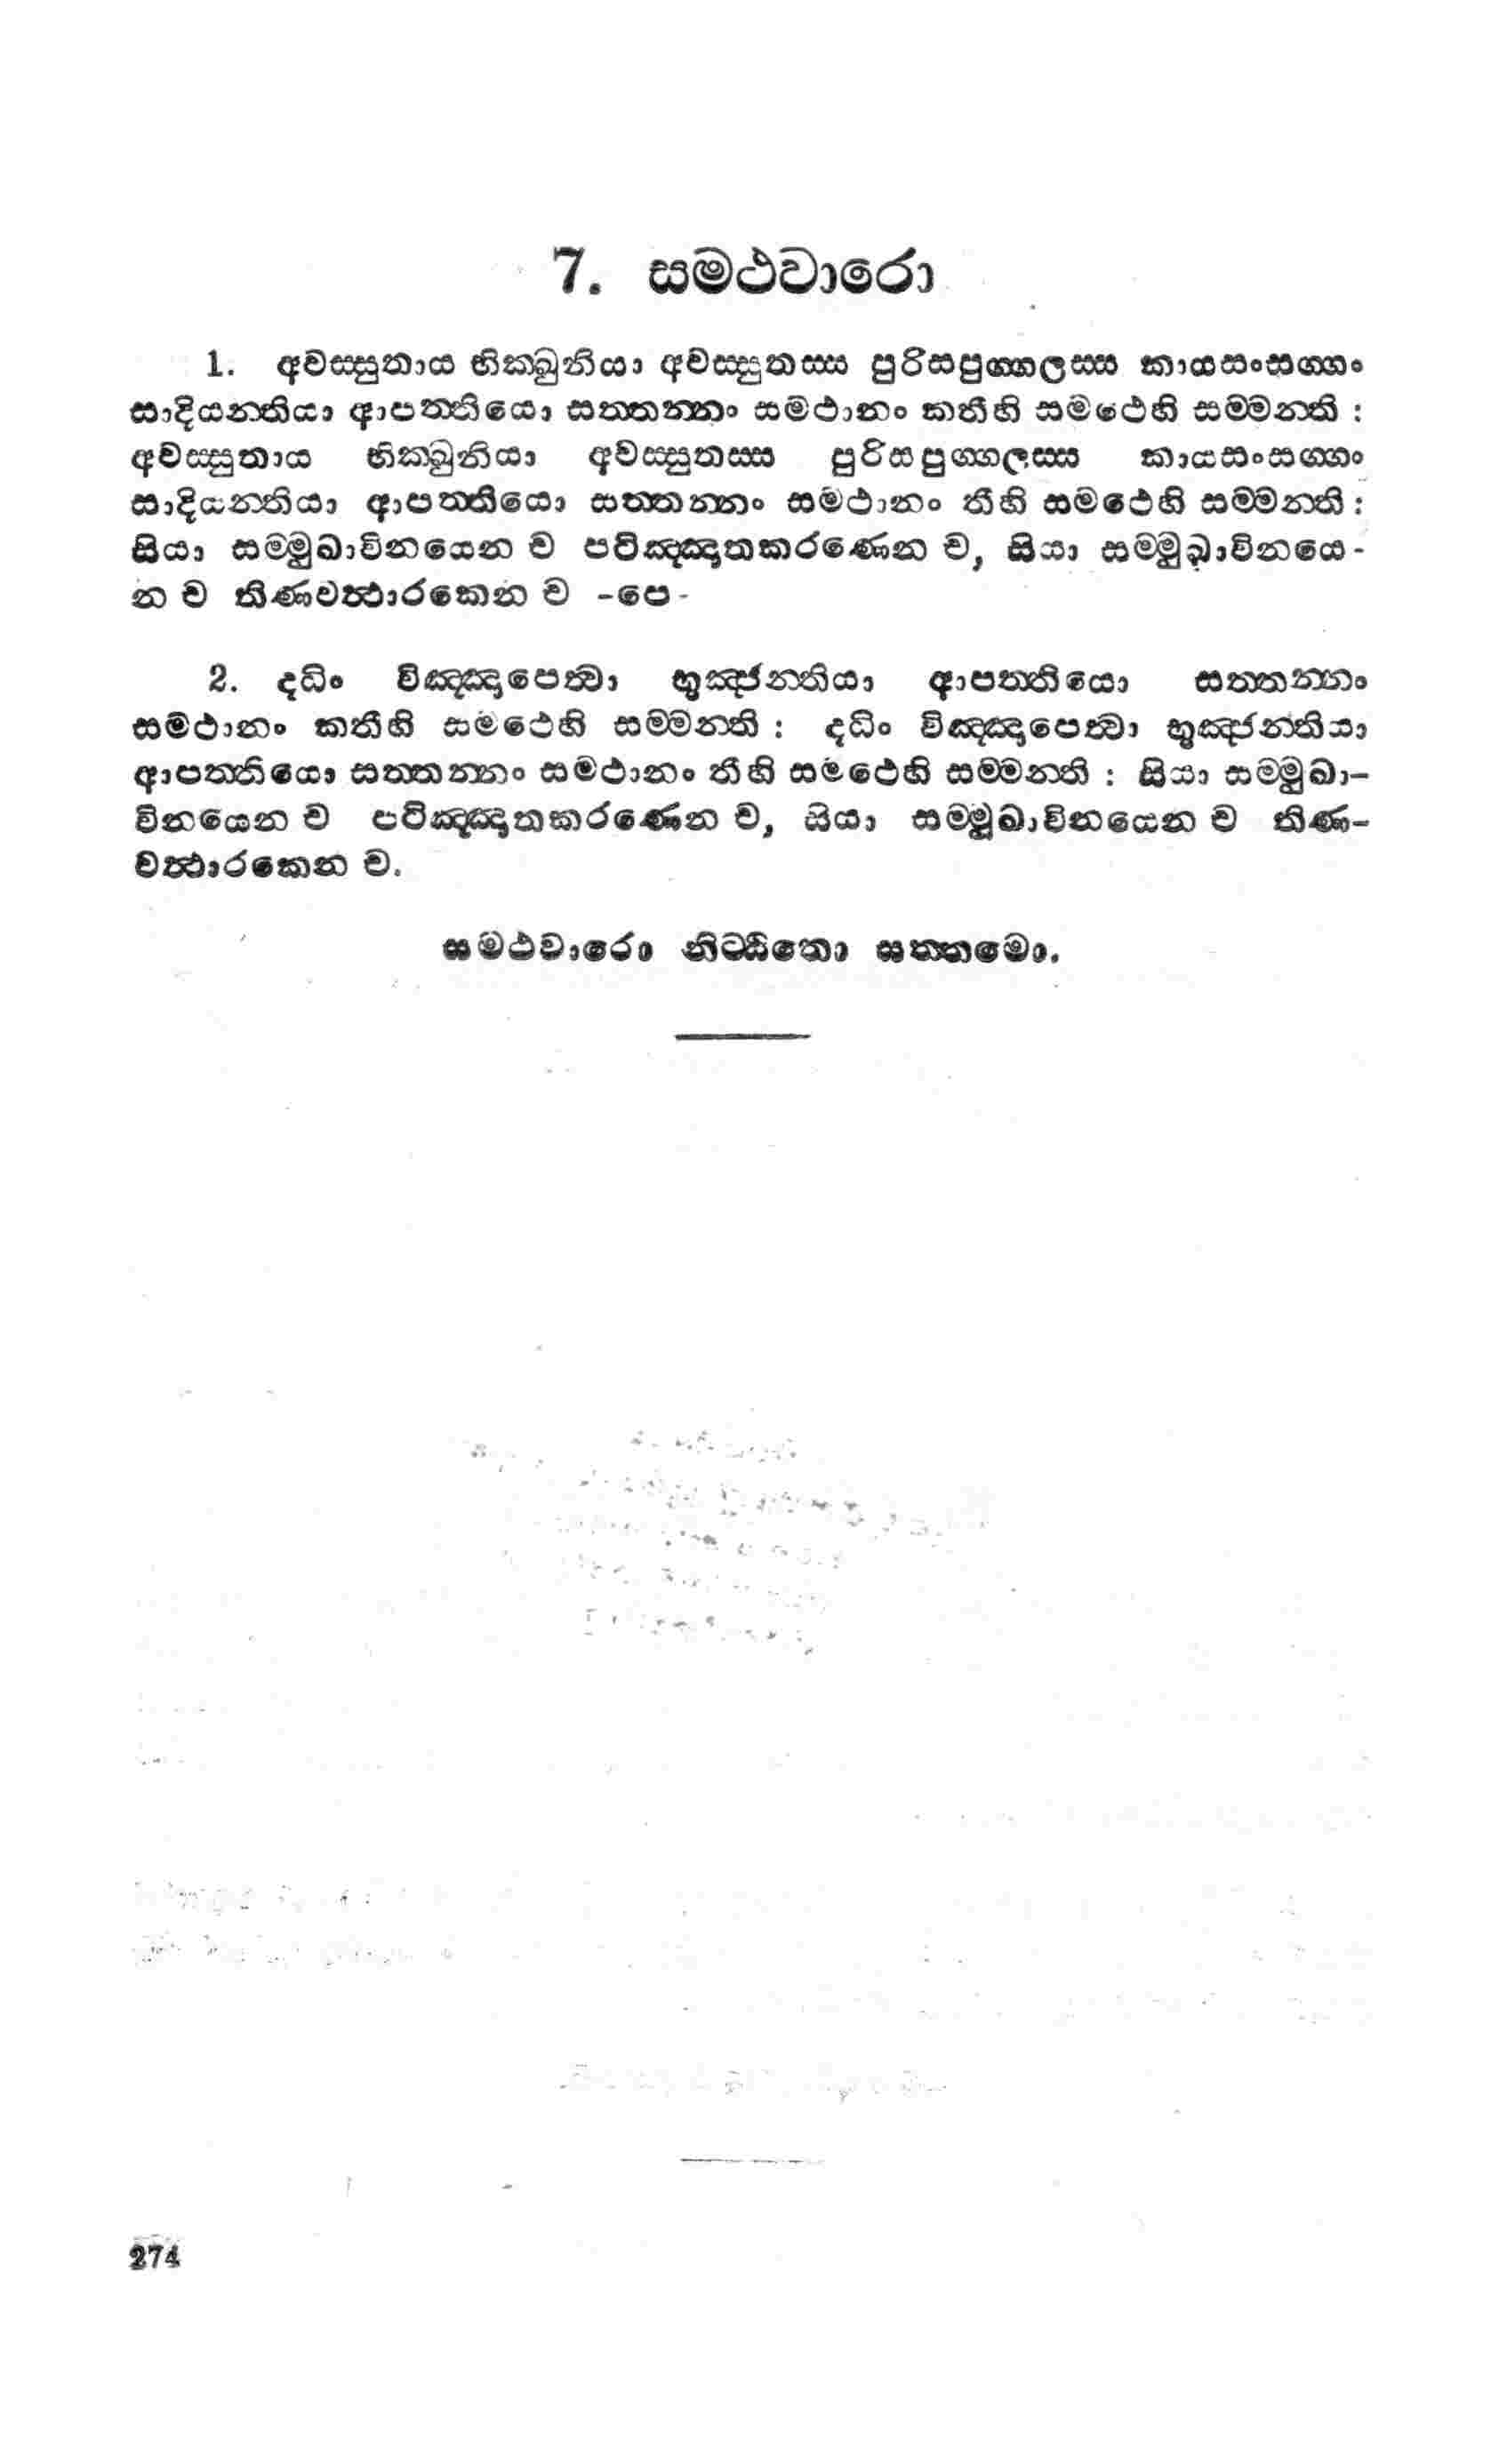 7. සමථවාරො
1. අවස්සුතාය භික්ඛුනියා අවස්සුතස්ස පුරිසපුග්ගලස්ස කායසංසග්ගං
සාදියන්තියා ආපත්තියො සත්තන්නං සමථානං කතීහි සමථෙහි සම්මන්ති :
අවස්සුතාය භික්ඛුනියා අවස්සුතස්ස පුරිසපුග්ගලස්ස කායසංසග්ගං
සාදියන්තියා ආපත්තියො සත්තන්නං සමථානං තීහි සමථෙහි සම්මන්ති :
සියා සම්මුඛාවිනයෙන ච පටිඤ්ඤාතකරණෙන ච, සියා සම්මුඛාවිනයෙ-
න ච තිණවත්ථාරකෙන ච -පෙ-
2. දධිං විඤ්ඤාපෙත්වා භුඤ්ජන්තියා ආපත්තියො සත්තන්නං
සමථානං කතීහි සමථෙහි සම්මන්ති : දධිං විඤ්ඤාපෙත්වා භුඤ්ජන්තියා
ආපත්තියො සත්තන්නං සමථානං තීහි සමථෙහි සම්මන්ති : සියා සම්මුඛා-
විනයෙන ච පටිඤ්ඤාතකරණෙන ච, සියා සම්මුඛාවිනයෙන ච තිණ-
වත්ථාරකෙන ච.
සමථවාරො නිට්ඨිතො සත්තමො.
274